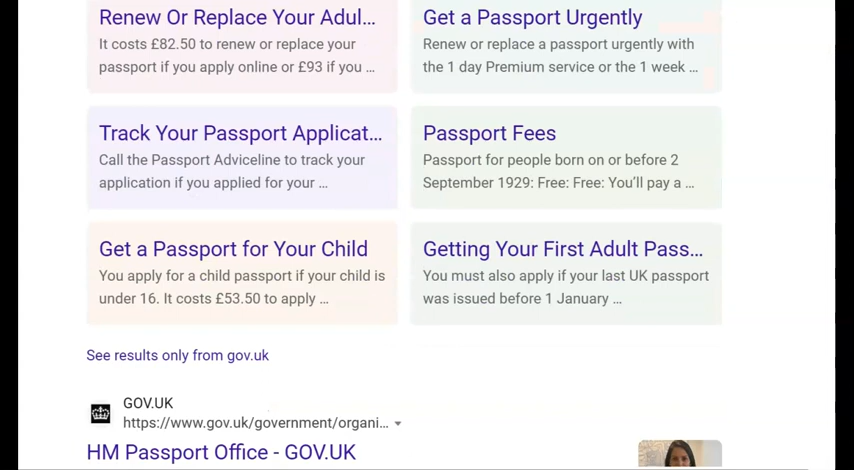 Renew Or Replace Your Adul...
It costs £82.50 to renew or replace your
passport if you apply online or £93 if you ...
Get a Passport Urgently
Renew or replace a passport urgently with
the 1 day Premium service or the 1 week ...
Track Your Passport Applicat...
Call the Passport Adviceline to track your
application if you applied for your ...
Passport Fees
Passport for people born on or before 2
September 1929: Free: Free: You'll pay a ...
Get a Passport for Your Child
You apply for a child passport if your child is
under 16. It costs £53.50 to apply ...
Getting Your First Adult Pass...
You must also apply if your last UK passport
was issued before 1 January ...
See results only from gov.uk
GOV.UK
https://www.gov.uk/government/organi...
HM Passport Office - GOV.UK